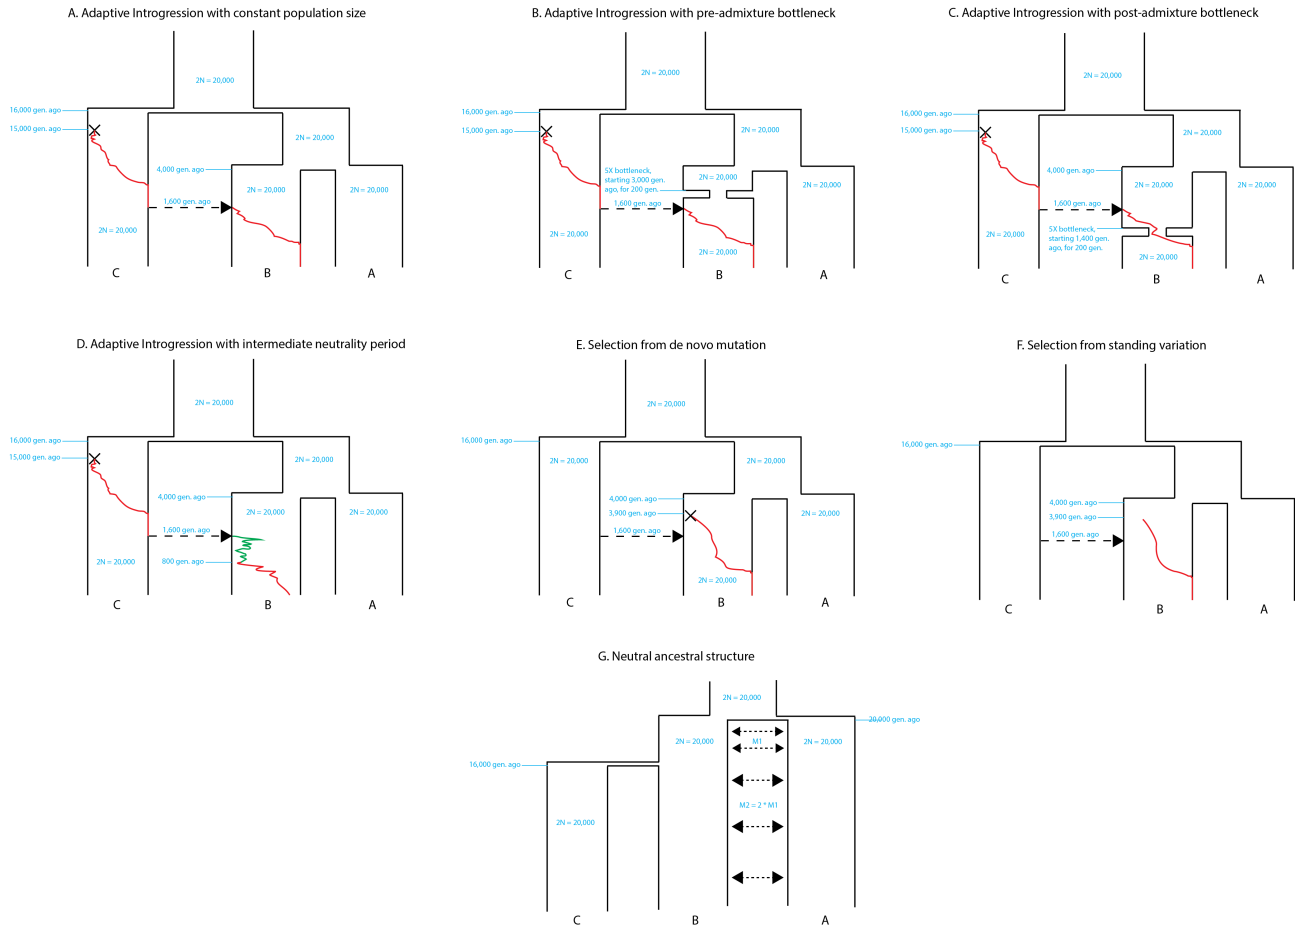 A. Adaptive Introgression with constant population size
2N = 20,000
16,000 gen. ago
15,000 gen. ago
2N = 20,000
4,000 gen. ago
2N = 20,000
2N = 20,000
1,600 gen. ago
2N = 20,000
C
B
A
B. Adaptive Introgression with pre-admixture bottleneck
2N = 20,000
16,000 gen. ago
15,000 gen. ago
2N = 20,000
5X bottleneck,
starting 3,000 gen.
ago, for 200 gen.
2N = 20,000
2N = 20,000
1,600 gen. ago
2N = 20,000
2N = 20,000
C
B
A
C. Adaptive Introgression with post-admixture bottleneck
2N = 20,000
16,000 gen. ago
15,000 gen. ago
2N = 20,000
4,000 gen. ago
2N = 20,000
2N = 20,000
1,600 gen. ago
5X bottleneck,
starting 1,400 gen.
ago, for 200 gen.
2N = 20,000
2N = 20,000
C
B
A
D. Adaptive Introgression with intermediate neutrality period
2N = 20,000
16,000 gen. ago
15,000 gen. ago
2N = 20,000
4,000 gen. ago
2N = 20,000
2N = 20,000
1,600 gen. ago
800 gen. ago
2N = 20,000
C
B
A
E. Selection from de novo mutation
2N = 20,000
16,000 gen. ago
2N = 20,000
2N = 20,000
4,000 gen. ago
3,900 gen. ago
2N = 20,000
1,600 gen. ago
2N = 20,000
C
B
A
F. Selection from standing variation
16,000 gen. ago
4,000 gen. ago
3,900 gen. ago
1,600 gen. ago
C
B
A
G. Neutral ancestral structure
2N = 20,000
20,000 gen. ago
2N = 20,000
M1
2N = 20,000
16,000 gen. ago
M2 = 2 * M1
2N = 20,000
C
B
A